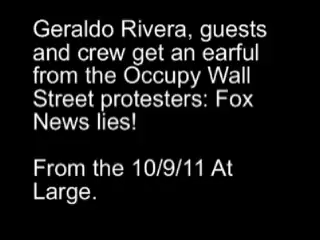 Geraldo Rivera, guests
and crew get an earful
from the Occupy Wall
Street protesters: Fox
News lies!
From the 10/9/11 At
Large.